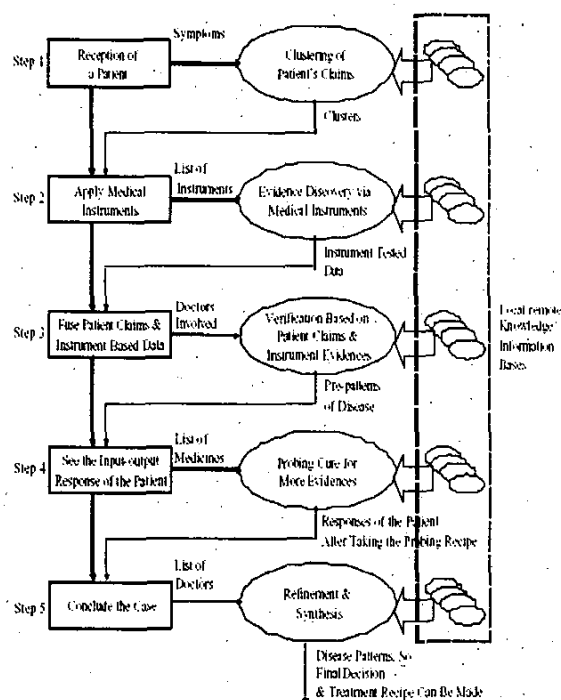 Symptoms
Step 1
Reception of
a Patient
Clustering of
Patient's Claims
Clusters
Step 2
Apply Medical
Instruments
List of
Instruments
Evidence Discovery via
Medical Instruments
Instrument Tested
Data
Step 3
Fuse Patient Claims &
Instrument Based Data
Doctors
Involved
Verification Based on
Patient Claims &
Instrument Evidences
Local remote
Knowledge/
Information
Bases
Pre-patterns
of Disease
Step 4
See the Input-output
Response of the Patient
List of
Medicines
Probing Cure for
More Evidences
Responses of the Patient
After Taking the Probing Recipe
Step 5
Conclude the Case
List of
Doctors
Refinement &
Synthesis
Disease Patterns, So
Final Decision
& Treatment Recipe Can Be Made